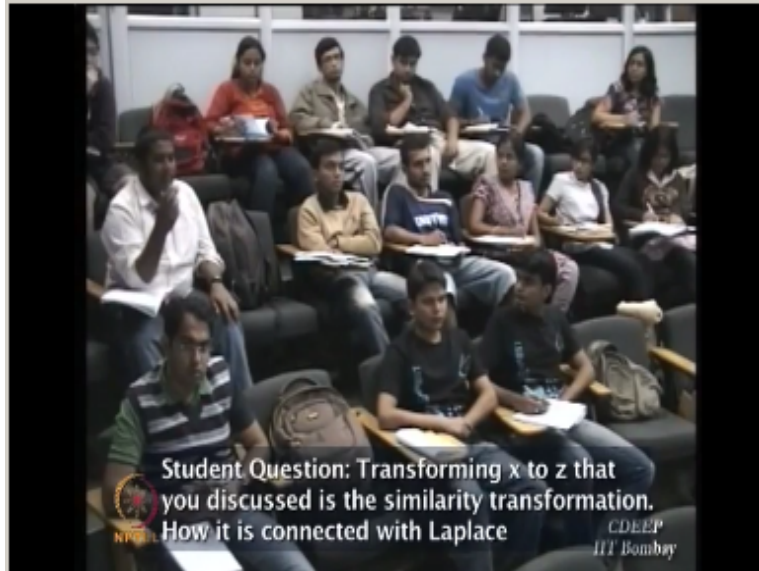 Student Question: Transforming x to z that
you discussed is the similarity transformation.
How it is connected with Laplace
NPTEL
CDEEP
IIT Bombay